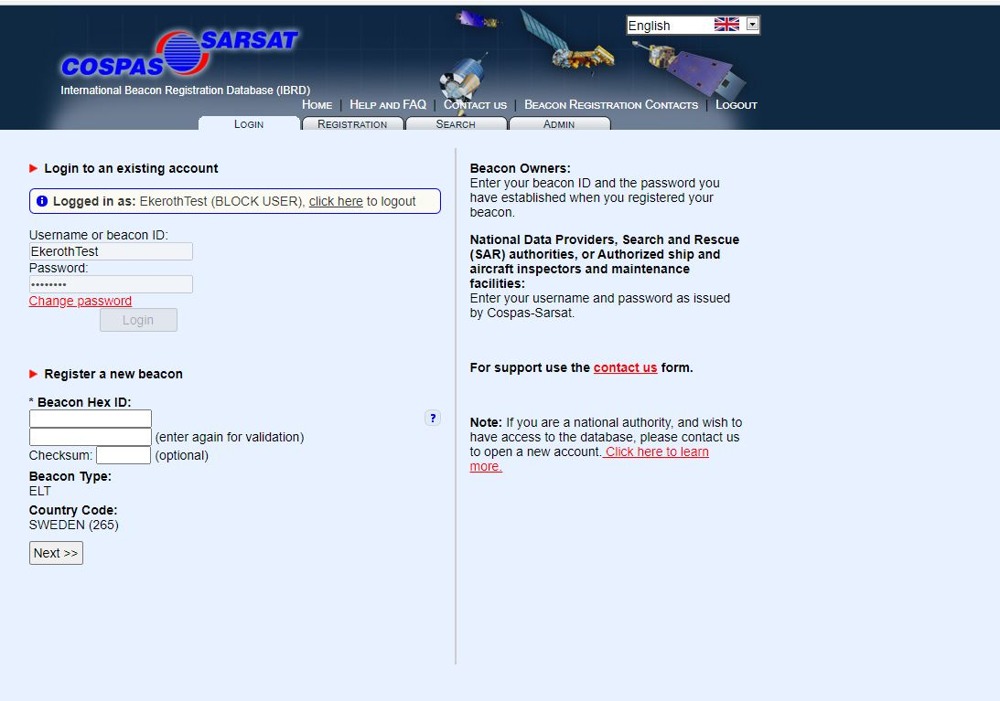 English
COSPAS SARSAT
International Beacon Registration Database (IBRD)
HOME | HELP AND FAQ | CONTACT US | BEACON REGISTRATION CONTACTS | LOGOUT
LOGIN REGISTRATION SEARCH ADMIN
Login to an existing account
Logged in as: EkerothTest (BLOCK USER), click here to logout
Username or beacon ID:
EkerothTest
Password:
••••••••
Change password
Login
Register a new beacon
* Beacon Hex ID:
?
(enter again for validation)
Checksum: (optional)
Beacon Type:
ELT
Country Code:
SWEDEN (265)
Next >>
Beacon Owners:
Enter your beacon ID and the password you
have established when you registered your
beacon.
National Data Providers, Search and Rescue
(SAR) authorities, or Authorized ship and
aircraft inspectors and maintenance
facilities:
Enter your username and password as issued
by Cospas-Sarsat.
For support use the contact us form.
Note: If you are a national authority, and wish to
have access to the database, please contact us
to open a new account. Click here to learn
more.